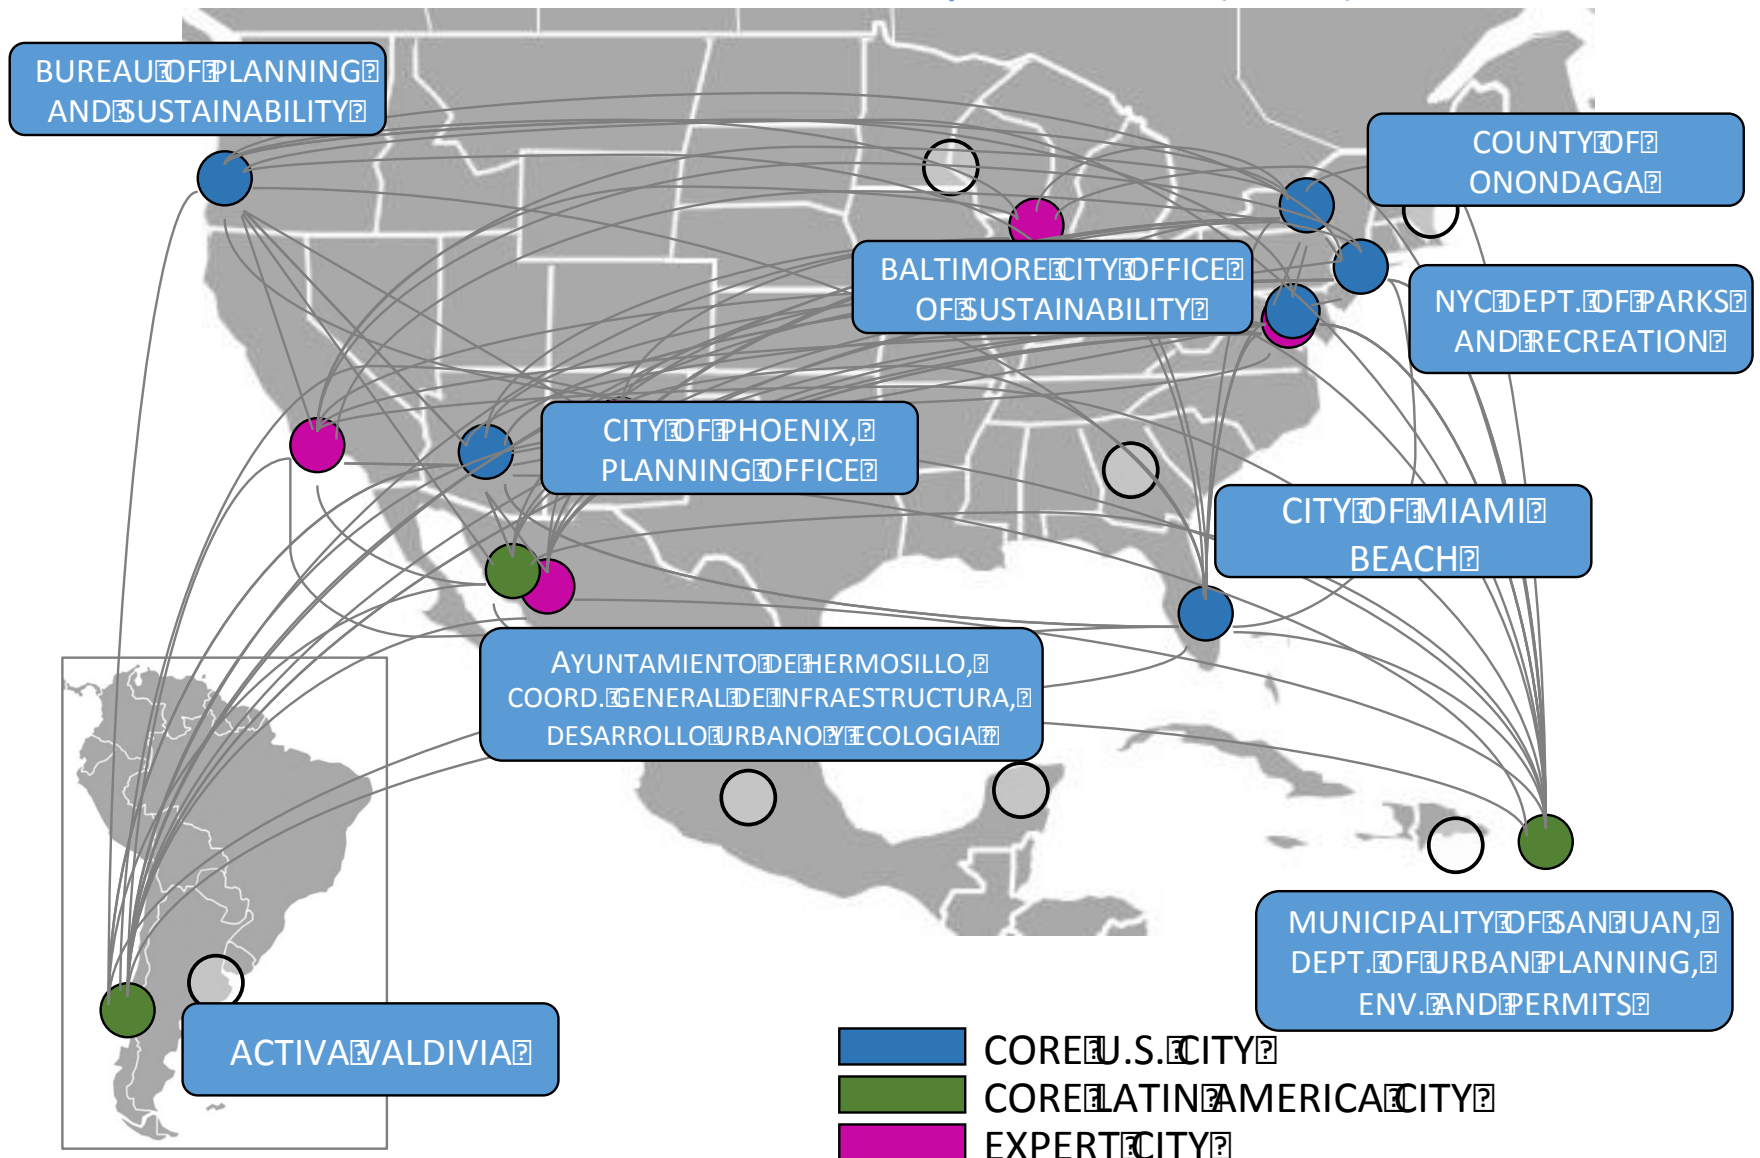 BUREAU OF PLANNING
AND SUSTAINABILITY
COUNTY OF
ONONDAGA
BALTIMORE CITY OFFICE
OF SUSTAINABILITY
NYC DEPT. OF PARKS
AND RECREATION
CITY OF PHOENIX,
PLANNING OFFICE
CITY OF MIAMI
BEACH
AYUNTAMIENTO DE HERMOSILLO,
COORD. GENERAL DE INFRAESTRUCTURA,
DESARROLLO URBANO Y ECOLOGIA
MUNICIPALITY OF SAN JUAN,
DEPT. OF URBAN PLANNING,
ENV. AND PERMITS
ACTIVA VALDIVIA
CORE U.S. CITY
CORE LATIN AMERICA CITY
EXPERT CITY